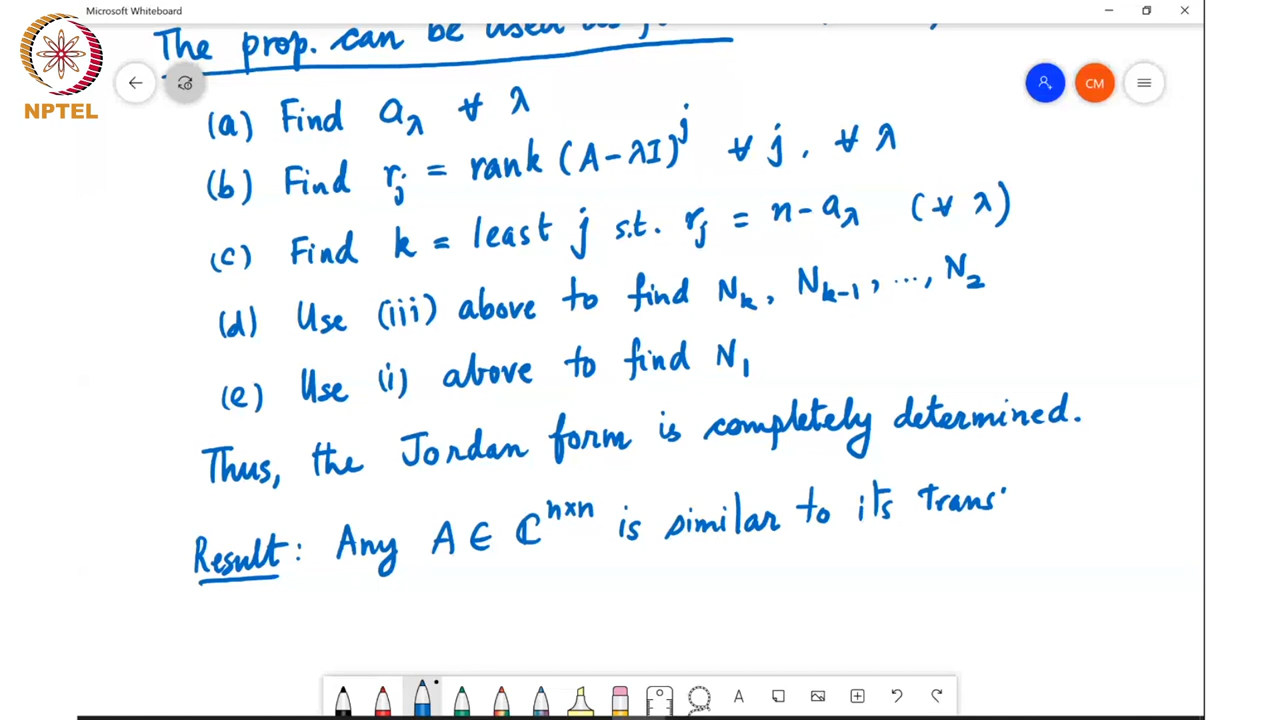 Microsoft Whiteboard
The prop. can be used
NPTEL
CM
(a) Find a_λ ∀ λ
(b) Find r_j = rank (A-λI)^j ∀ j, ∀ λ
(c) Find k = least j s.t. r_j = n-a_λ (∀ λ)
(d) Use (iii) above to find N_k, N_{k-1}, ..., N_2
(e) Use (i) above to find N_1
Thus, the Jordan form is completely determined.
Result: Any A ∈ ℂ^{n×n} is similar to its trans
A